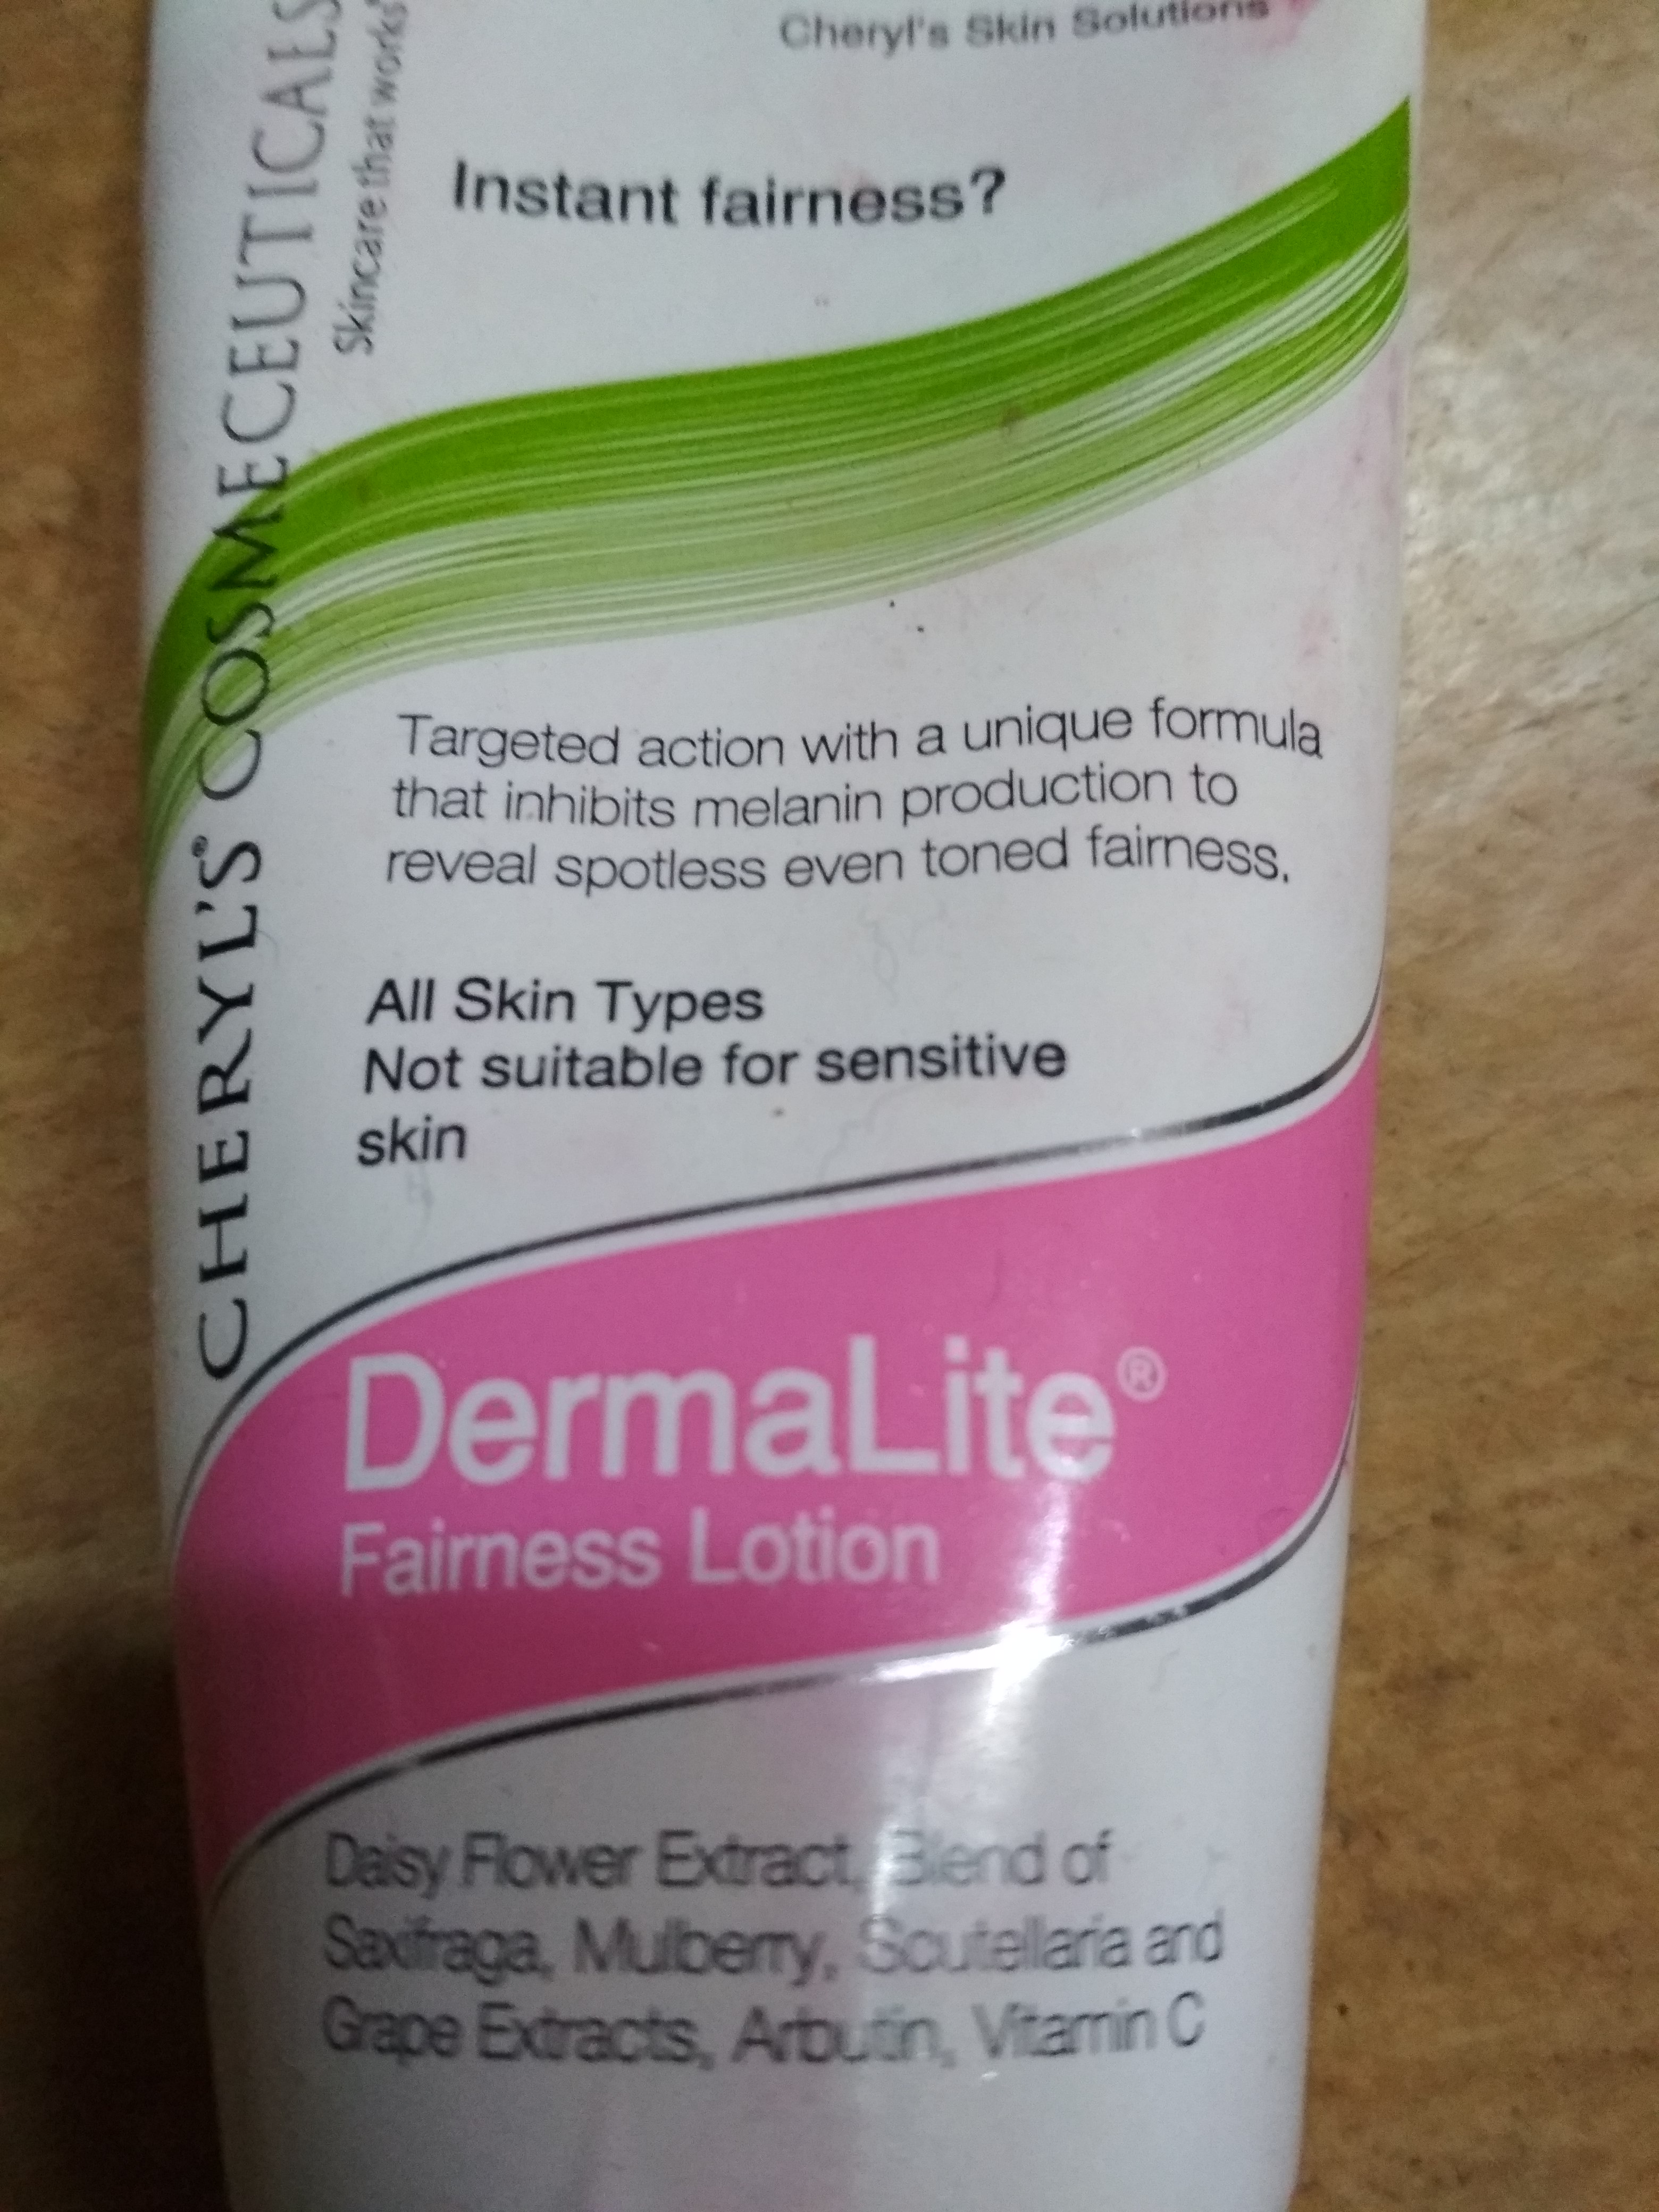 Cheryl's Skin Solutions
CHERYL'S® COSMECEUTICALS
Skincare that works
Instant fairness?
Targeted action with a unique formula
that inhibits melanin production to
reveal spotless even toned fairness.
All Skin Types
Not suitable for sensitive
skin
DermaLite®
Fairness Lotion
Daisy Flower Extract, Blend of
Saxifraga, Mulberry, Scutellaria and
Grape Extracts, Arbutin, Vitamin C